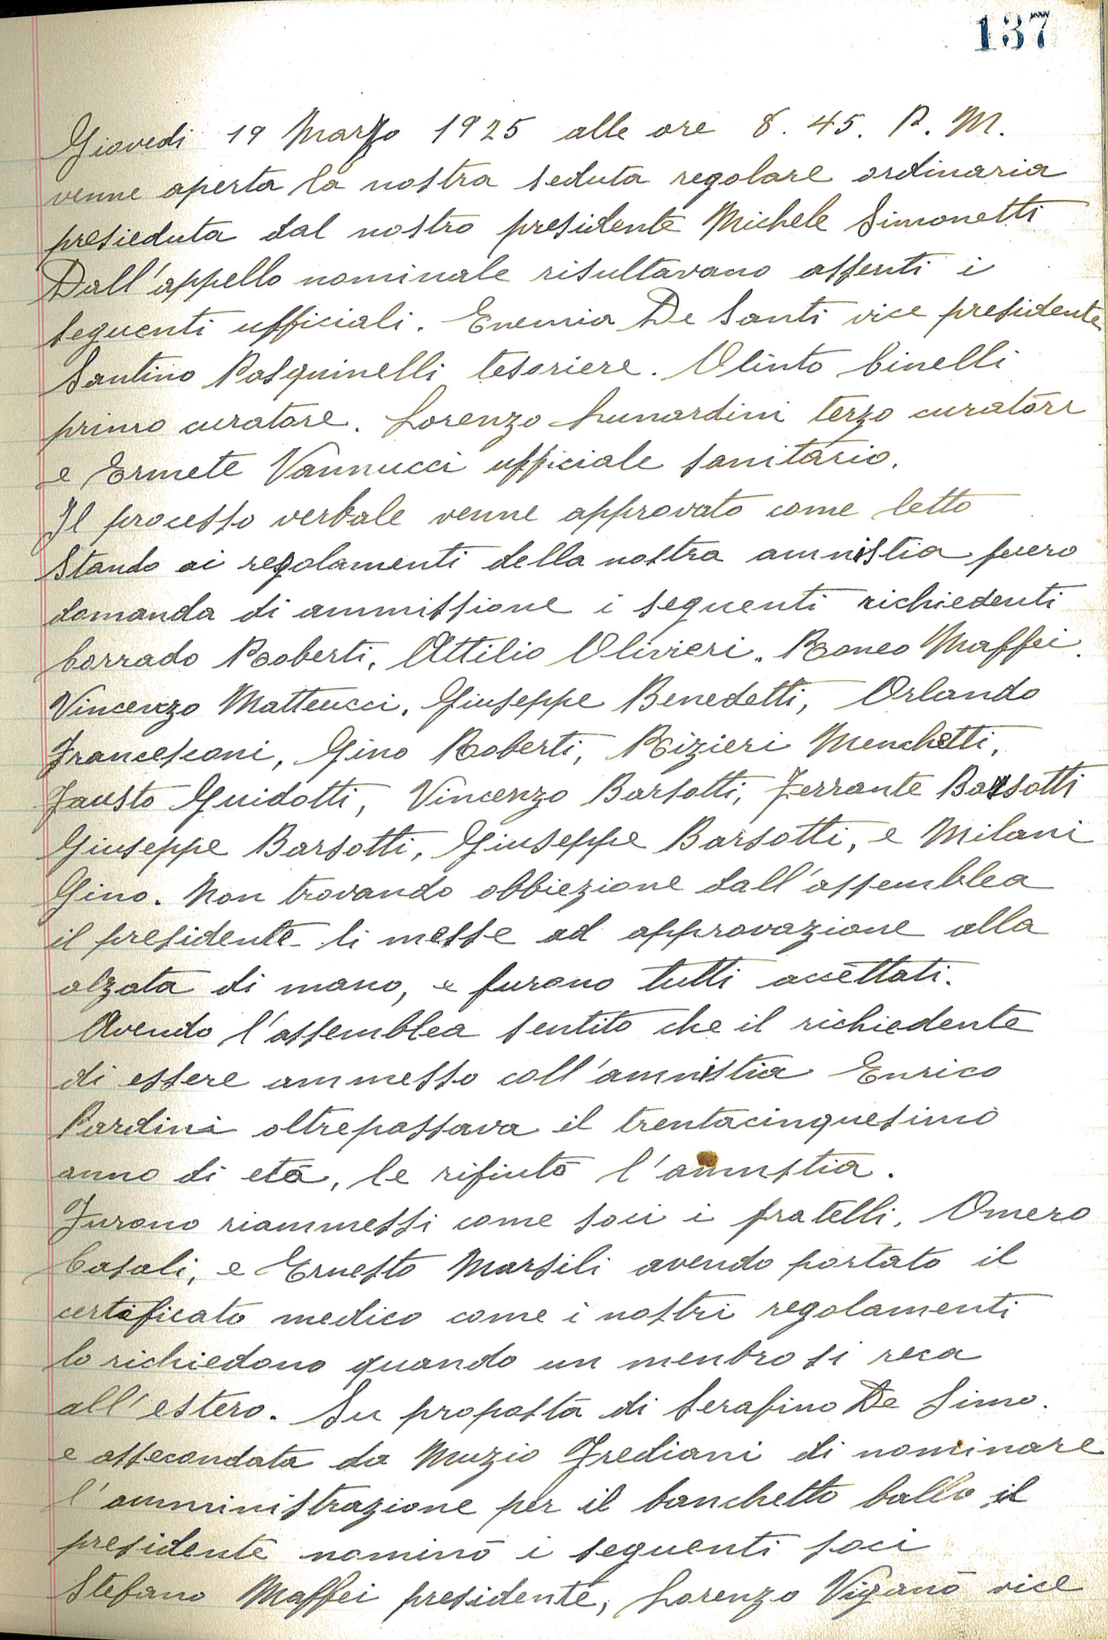 137
Giovedi 19 Marzo 1925 alle ore 8.45. P.M.
venne aperta la nostra seduta regolare ordinaria
presieduta dal nostro presidente Michele Simonetti
Dall'appello nominale risultavano assenti i
seguenti ufficiali. Enemia De Santi vice presidente
Santino Pasquinelli tesoriere. Olinto Cinelli
primo curatore. Lorenzo Lunardini terzo curatore
e Ermete Vannucci ufficiale sanitario.
Il processo verbale venne approvato come letto
Stando ai regolamenti della nostra amnistia fuero
domanda di ammissione i seguenti richiedenti
Corrado Roberti, Attilio Olivieri. Romeo Maffei.
Vincenzo Matteucci, Giuseppe Benedetti, Orlando
Francesconi, Gino Roberti, Rizieri Menchetti,
Fausto Guidotti, Vincenzo Barsotti, Ferrante Barsotti
Giuseppe Barsotti, Giuseppe Barsotti, e Milani
Gino. Non trovando obbiezione dall'assemblea
il presidente li messe ad approvazione alla
alzata di mano, e furono tutti accettati.
Avendo l'assemblea sentito che il richiedente
di essere ammesso coll'amnistia Enrico
Pardini oltrepassava il trentacinquesimo
anno di età, le rifiutò l'amnistia.
Furono riammessi come soci i fratelli, Omero
Casali, e Ernesto Marsili avendo portato il
certificato medico come i nostri regolamenti
lo richiedono quando un menbro si reca
all'estero. Su proposta di Serafino De Simo.
e assecondata da Muzio Frediani di nominare
l'amministrazione per il banchetto ballo il
presidente nominò i seguenti soci
Stefano Maffei presidente, Lorenzo Viganò vice